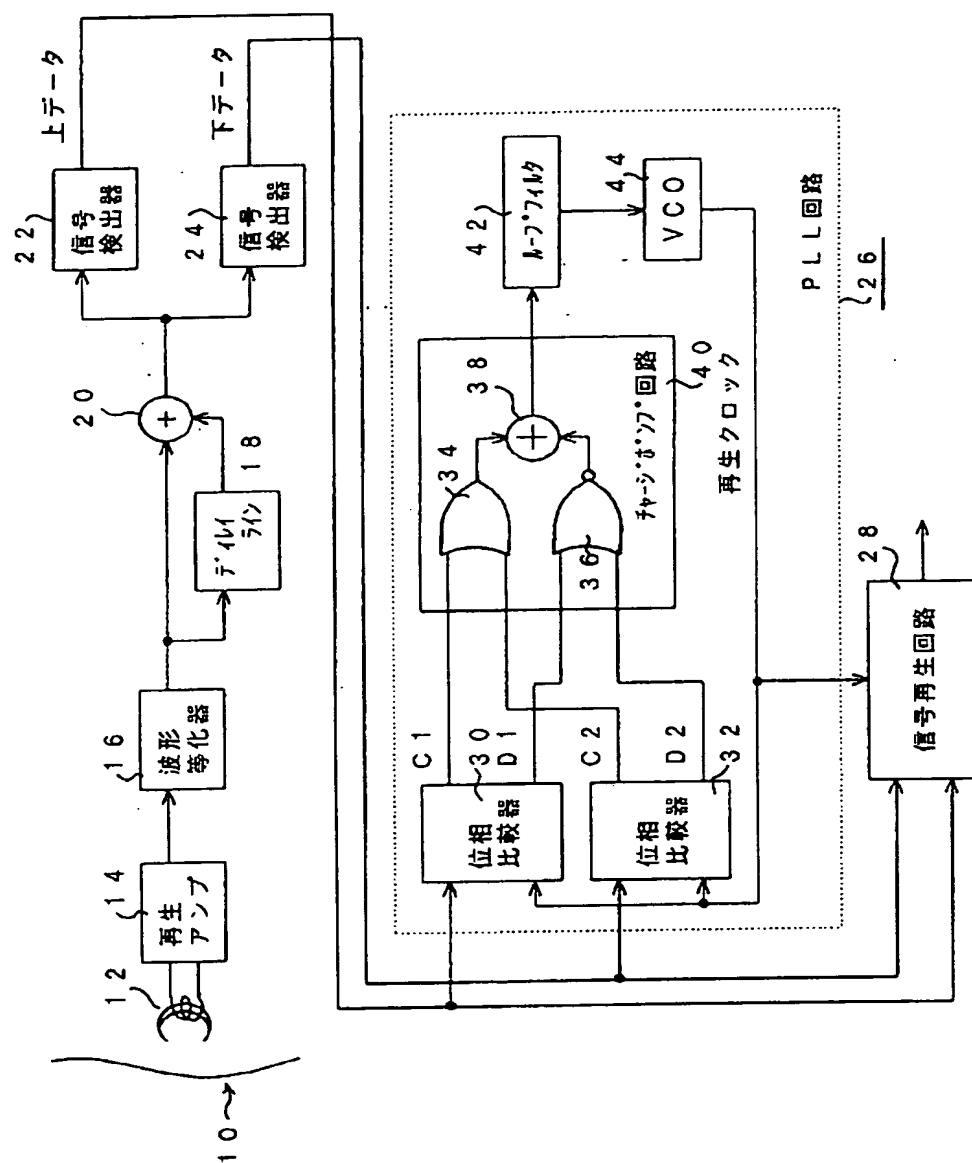 10
12
14
再生
アンプ
16
波形
等化器
ディレイ
ライン
18
20
22
信号
検出器
上データ
24
信号
検出器
下データ
C1
30
D1
位相
比較器
C2
D2
32
位相
比較器
34
36
38
チャージポンプ回路
40
42
ループフィルタ
44
VCO
再生クロック
PLL回路
26
28
信号再生回路